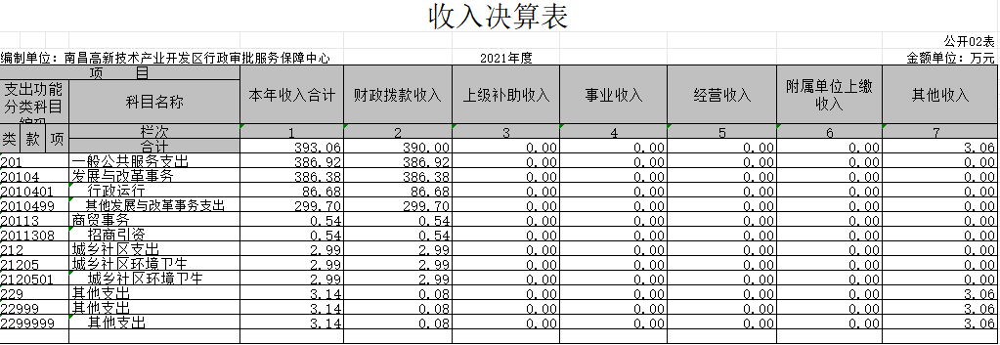 收入决算表
公开02表
编制单位：南昌高新技术产业开发区行政审批服务保障中心 2021年度 金额单位：万元
项 目 本年收入合计 财政拨款收入 上级补助收入 事业收入 经营收入 附属单位上缴收入 其他收入
支出功能分类科目编码 科目名称
类 款 项 栏次 1 2 3 4 5 6 7
合计 393.06 390.00 0.00 0.00 0.00 0.00 3.06
201 一般公共服务支出 386.92 386.92 0.00 0.00 0.00 0.00 0.00
20104 发展与改革事务 386.38 386.38 0.00 0.00 0.00 0.00 0.00
2010401 行政运行 86.68 86.68 0.00 0.00 0.00 0.00 0.00
2010499 其他发展与改革事务支出 299.70 299.70 0.00 0.00 0.00 0.00 0.00
20113 商贸事务 0.54 0.54 0.00 0.00 0.00 0.00 0.00
2011308 招商引资 0.54 0.54 0.00 0.00 0.00 0.00 0.00
212 城乡社区支出 2.99 2.99 0.00 0.00 0.00 0.00 0.00
21205 城乡社区环境卫生 2.99 2.99 0.00 0.00 0.00 0.00 0.00
2120501 城乡社区环境卫生 2.99 2.99 0.00 0.00 0.00 0.00 0.00
229 其他支出 3.14 0.08 0.00 0.00 0.00 0.00 3.06
22999 其他支出 3.14 0.08 0.00 0.00 0.00 0.00 3.06
2299999 其他支出 3.14 0.08 0.00 0.00 0.00 0.00 3.06